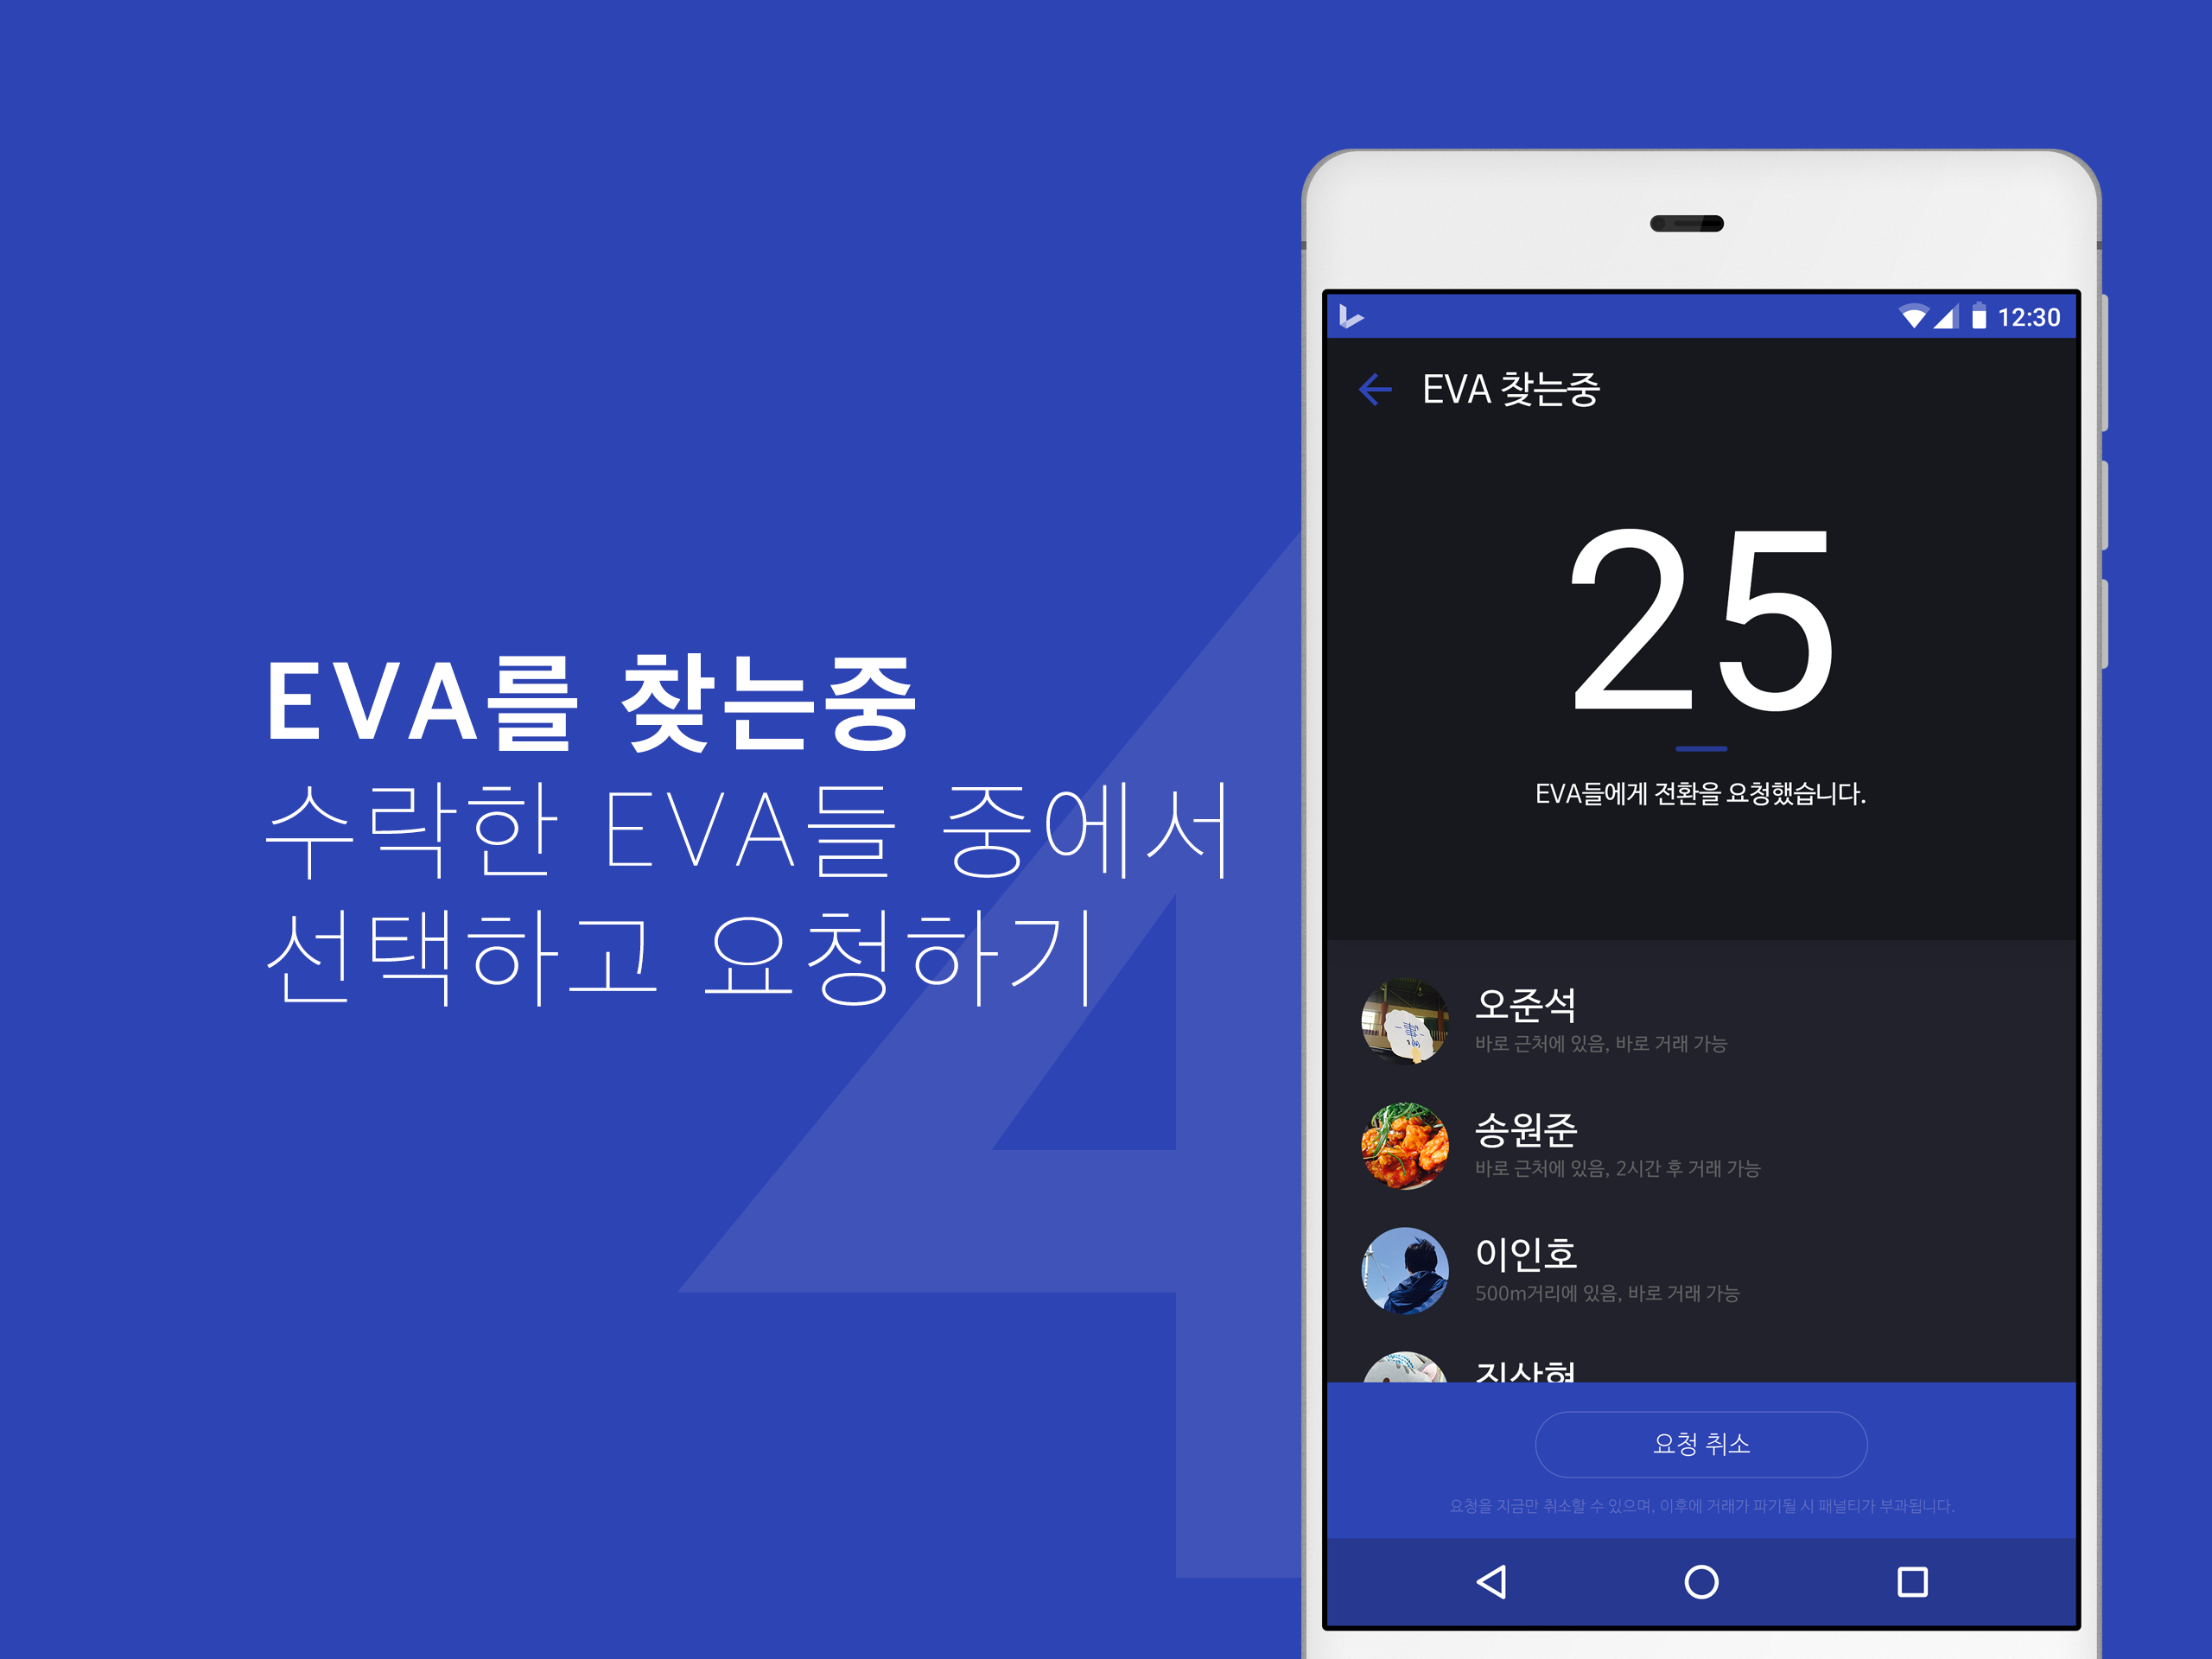 EVA를 찾는중
수락한 EVA들 중에서
선택하고 요청하기
4
12:30
EVA 찾는중
25
EVA들에게 전환을 요청했습니다.
오준석
바로 근처에 있음, 바로 거래 가능
송원준
바로 근처에 있음, 2시간 후 거래 가능
이인호
500m거리에 있음, 바로 거래 가능
요청 취소
요청을 지금만 취소할 수 있으며, 이후에 거래가 파기될 시 패널티가 부과됩니다.